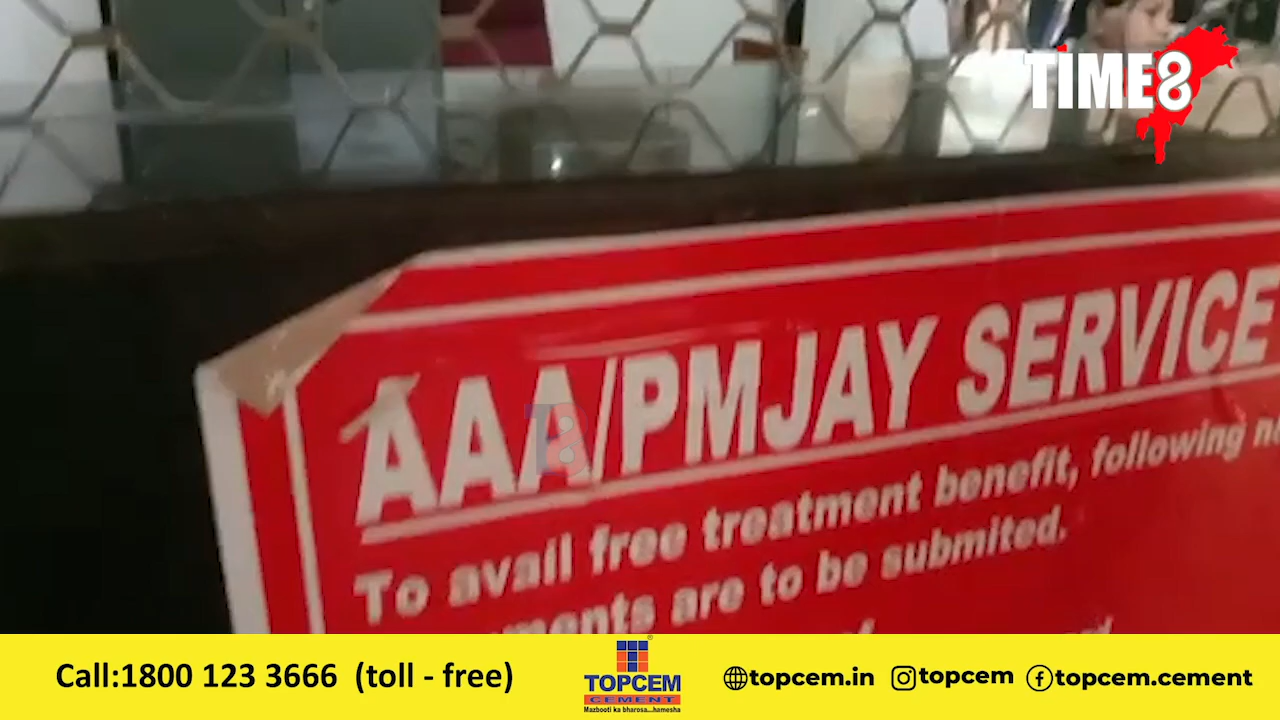 TIME8
AAA/PMJAY SERVICE
To avail free treatment benefit, following
are to be submited.
Call:1800 123 3666 (toll - free)
TOPCEM
CEMENT
Mazbooti ka bharosa...hamesha
topcem.in
topcem
topcem.cement